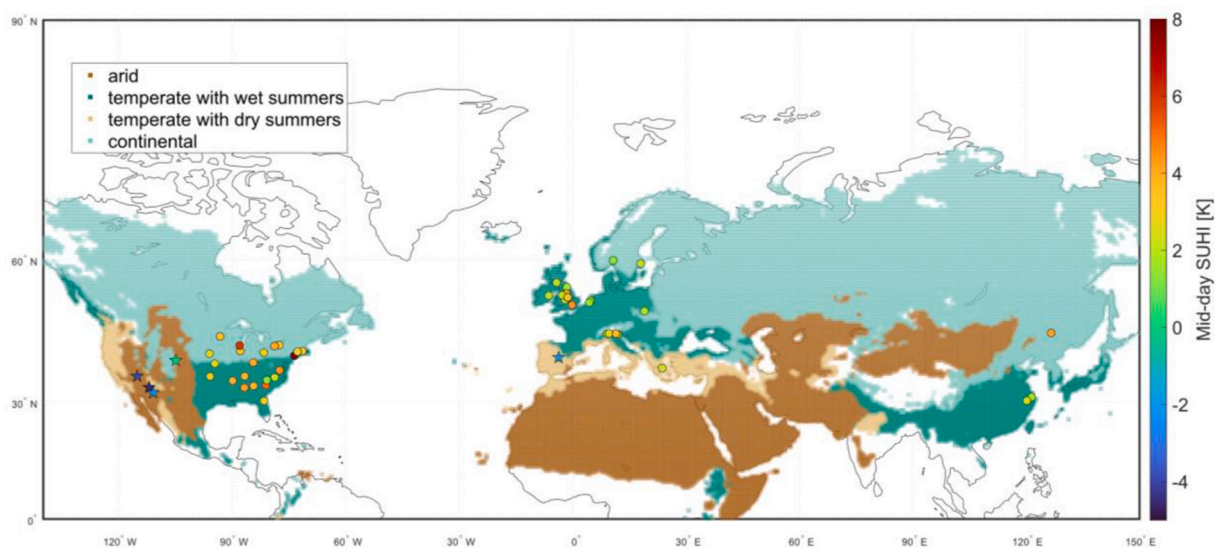 90° N
8
arid
temperate with wet summers
temperate with dry summers
continental
6
4
60° N
2
Mid-day SUHI [K]
0
30° N
-2
-4
0°
120° W
90° W
60° W
30° W
0°
30° E
60° E
90° E
120° E
150° E